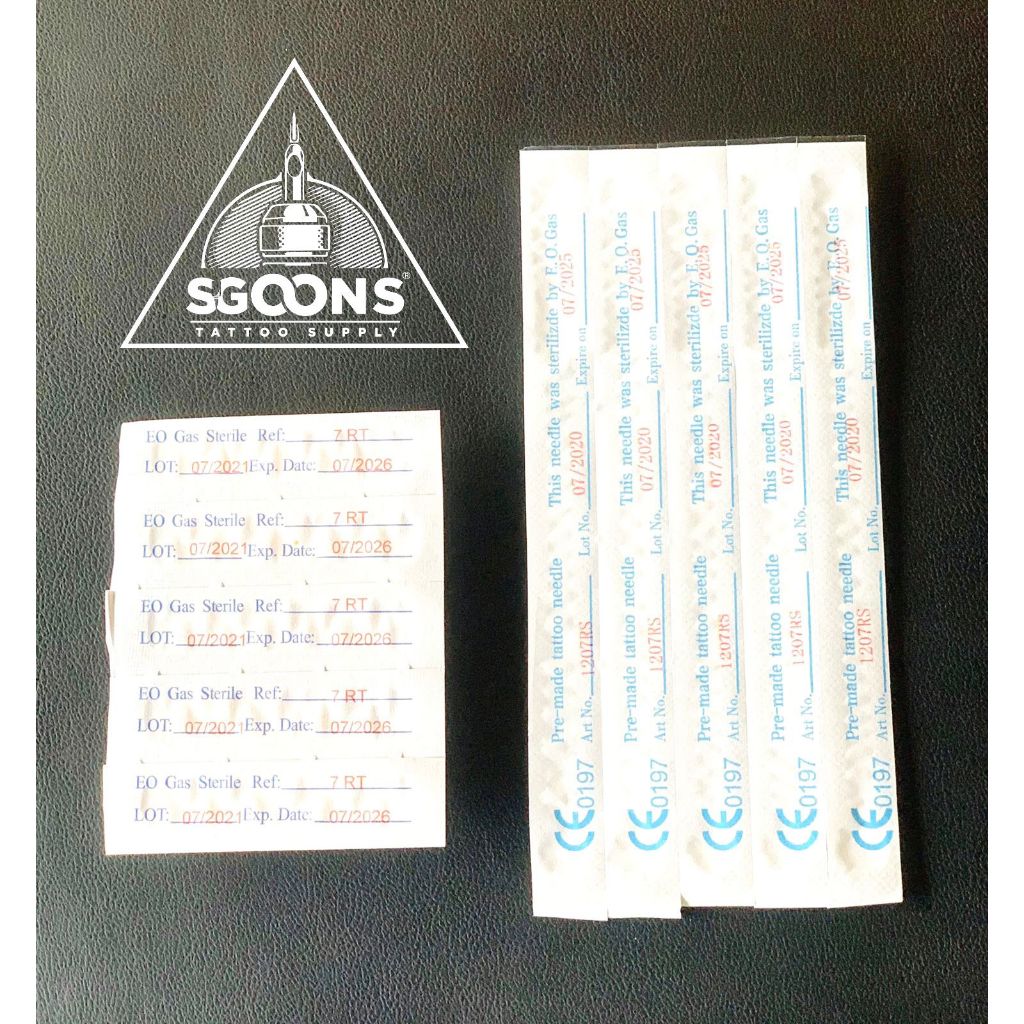 SGOONS®
TATTOO SUPPLY
EO Gas Sterile Ref: 7 RT
LOT: 07/2021 Exp. Date: 07/2026
EO Gas Sterile Ref: 7 RT
LOT: 07/2021 Exp. Date: 07/2026
EO Gas Sterile Ref: 7 RT
LOT: 07/2021 Exp. Date: 07/2026
EO Gas Sterile Ref: 7 RT
LOT: 07/2021 Exp. Date: 07/2026
EO Gas Sterile Ref: 7 RT
LOT: 07/2021 Exp. Date: 07/2026
CE0197 Pre-made tattoo needle This needle was sterilizde by E.O.Gas
Art No. 1207RS Lot No. 07/2020 Expire on 07/2025
CE0197 Pre-made tattoo needle This needle was sterilizde by E.O.Gas
Art No. 1207RS Lot No. 07/2020 Expire on 07/2025
CE0197 Pre-made tattoo needle This needle was sterilizde by E.O.Gas
Art No. 1207RS Lot No. 07/2020 Expire on 07/2025
CE0197 Pre-made tattoo needle This needle was sterilizde by E.O.Gas
Art No. 1207RS Lot No. 07/2020 Expire on 07/2025
CE0197 Pre-made tattoo needle This needle was sterilizde by E.O.Gas
Art No. 1207RS Lot No. 07/2020 Expire on 07/2025